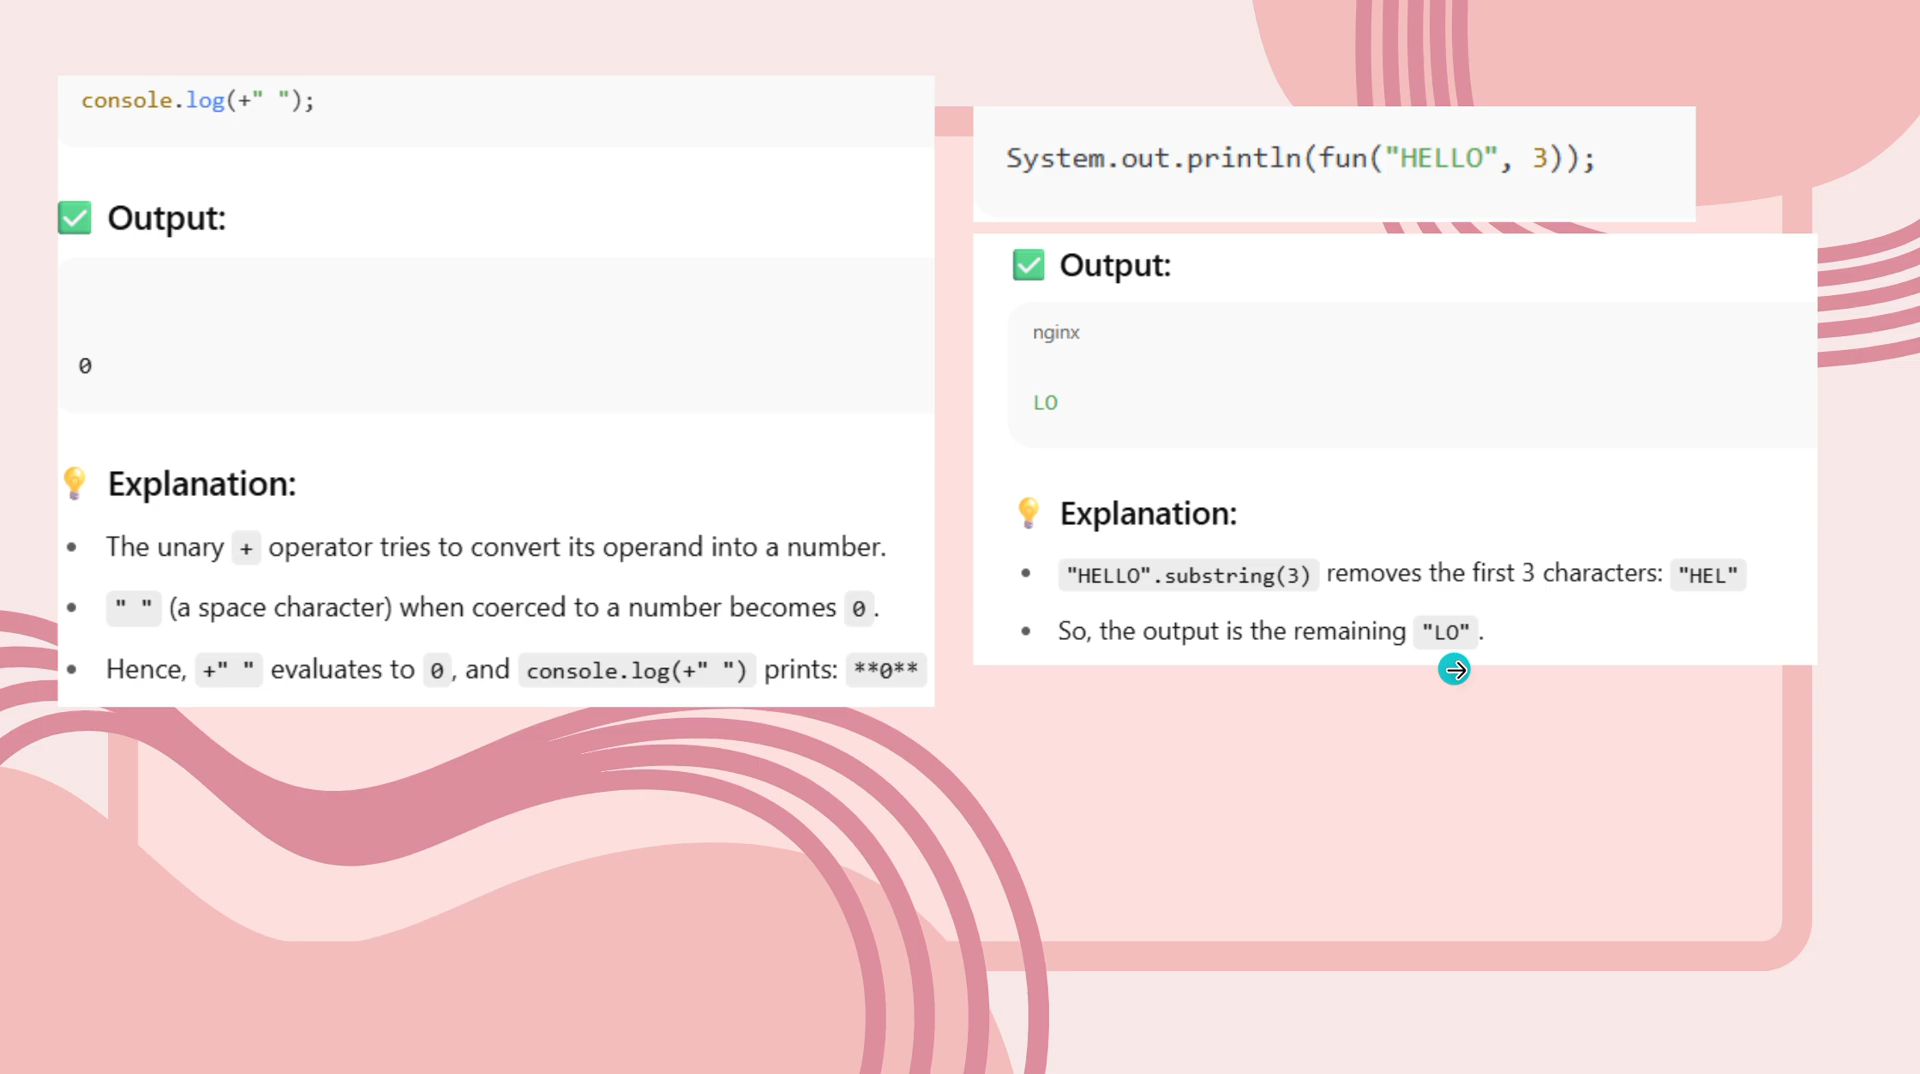 console.log(+" ");
Output:
0
Explanation:
The unary + operator tries to convert its operand into a number.
" " (a space character) when coerced to a number becomes 0.
Hence, +" " evaluates to 0, and console.log(+" ") prints: **0**
System.out.println(fun("HELLO", 3));
Output:
nginx
LO
Explanation:
"HELLO".substring(3) removes the first 3 characters: "HEL"
So, the output is the remaining "LO".